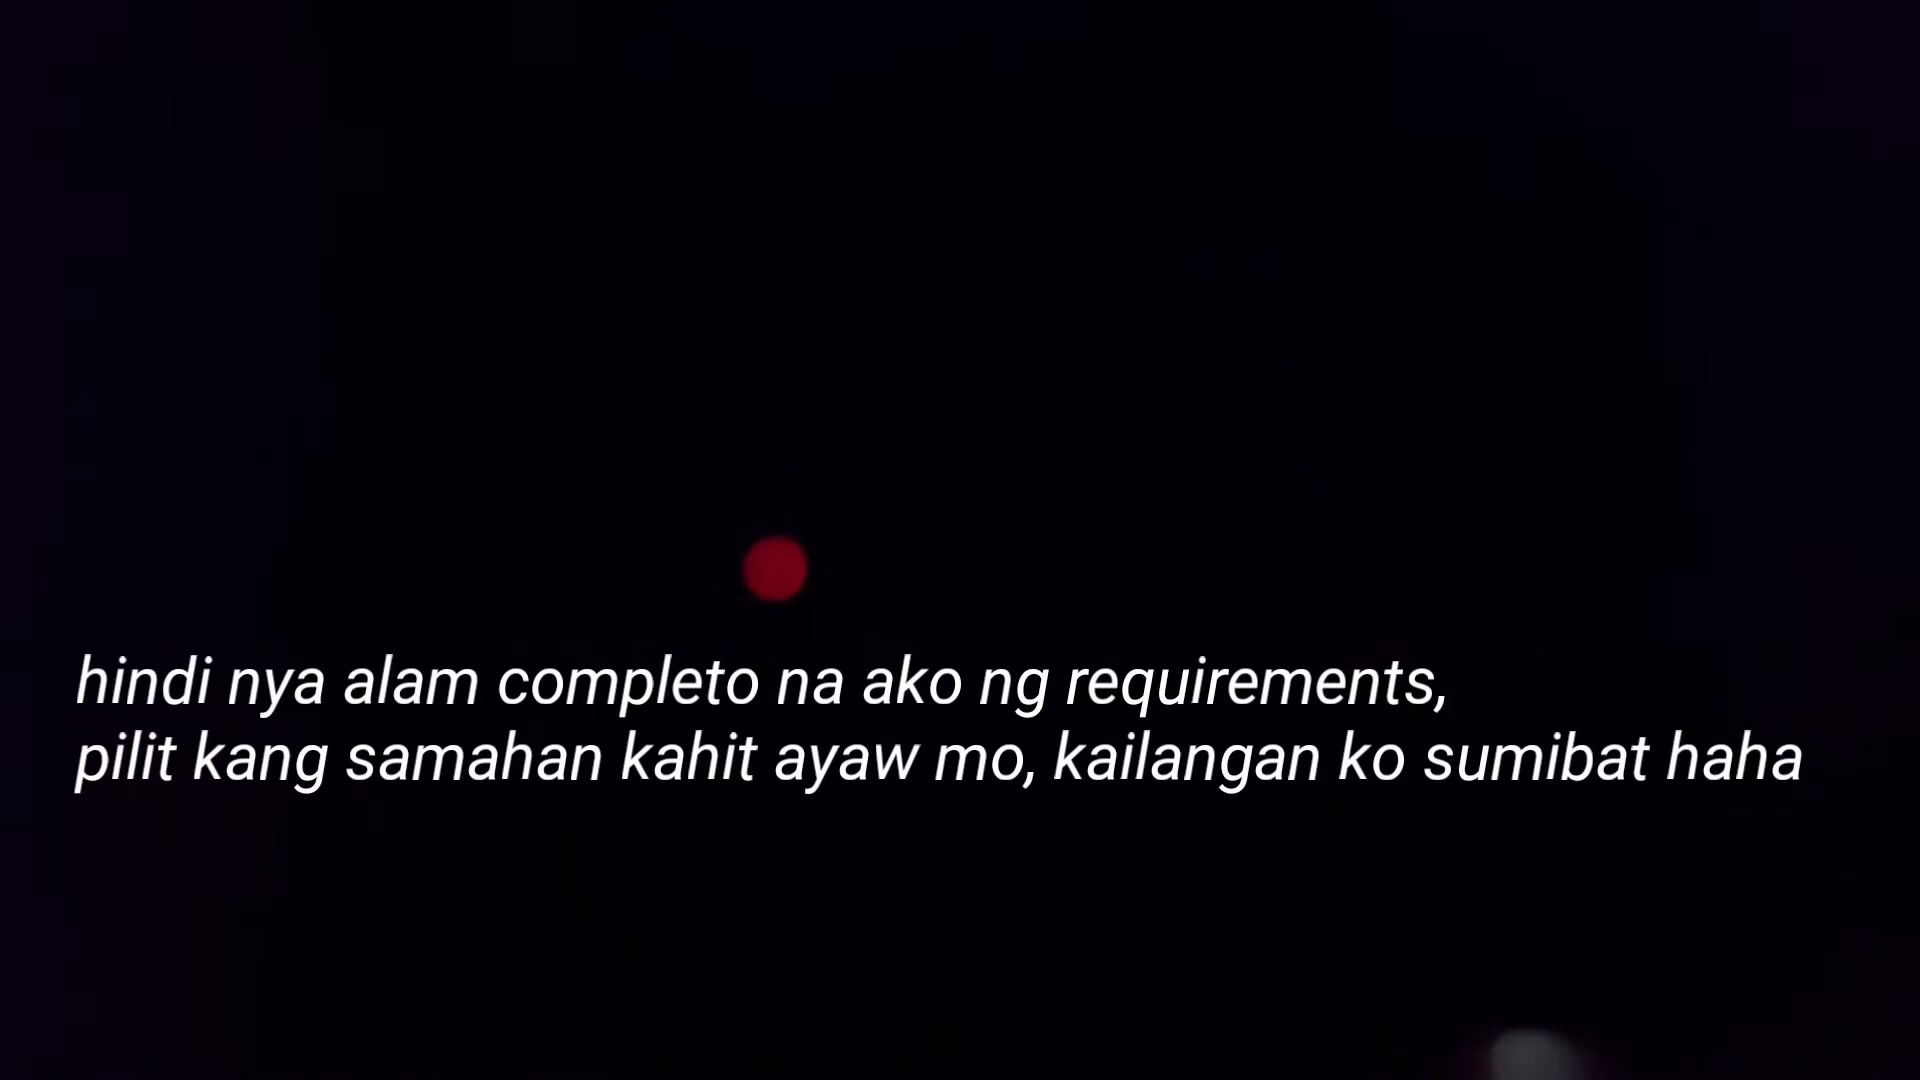 hindi nya alam completo na ako ng requirements,
pilit kang samahan kahit ayaw mo, kailangan ko sumibat haha